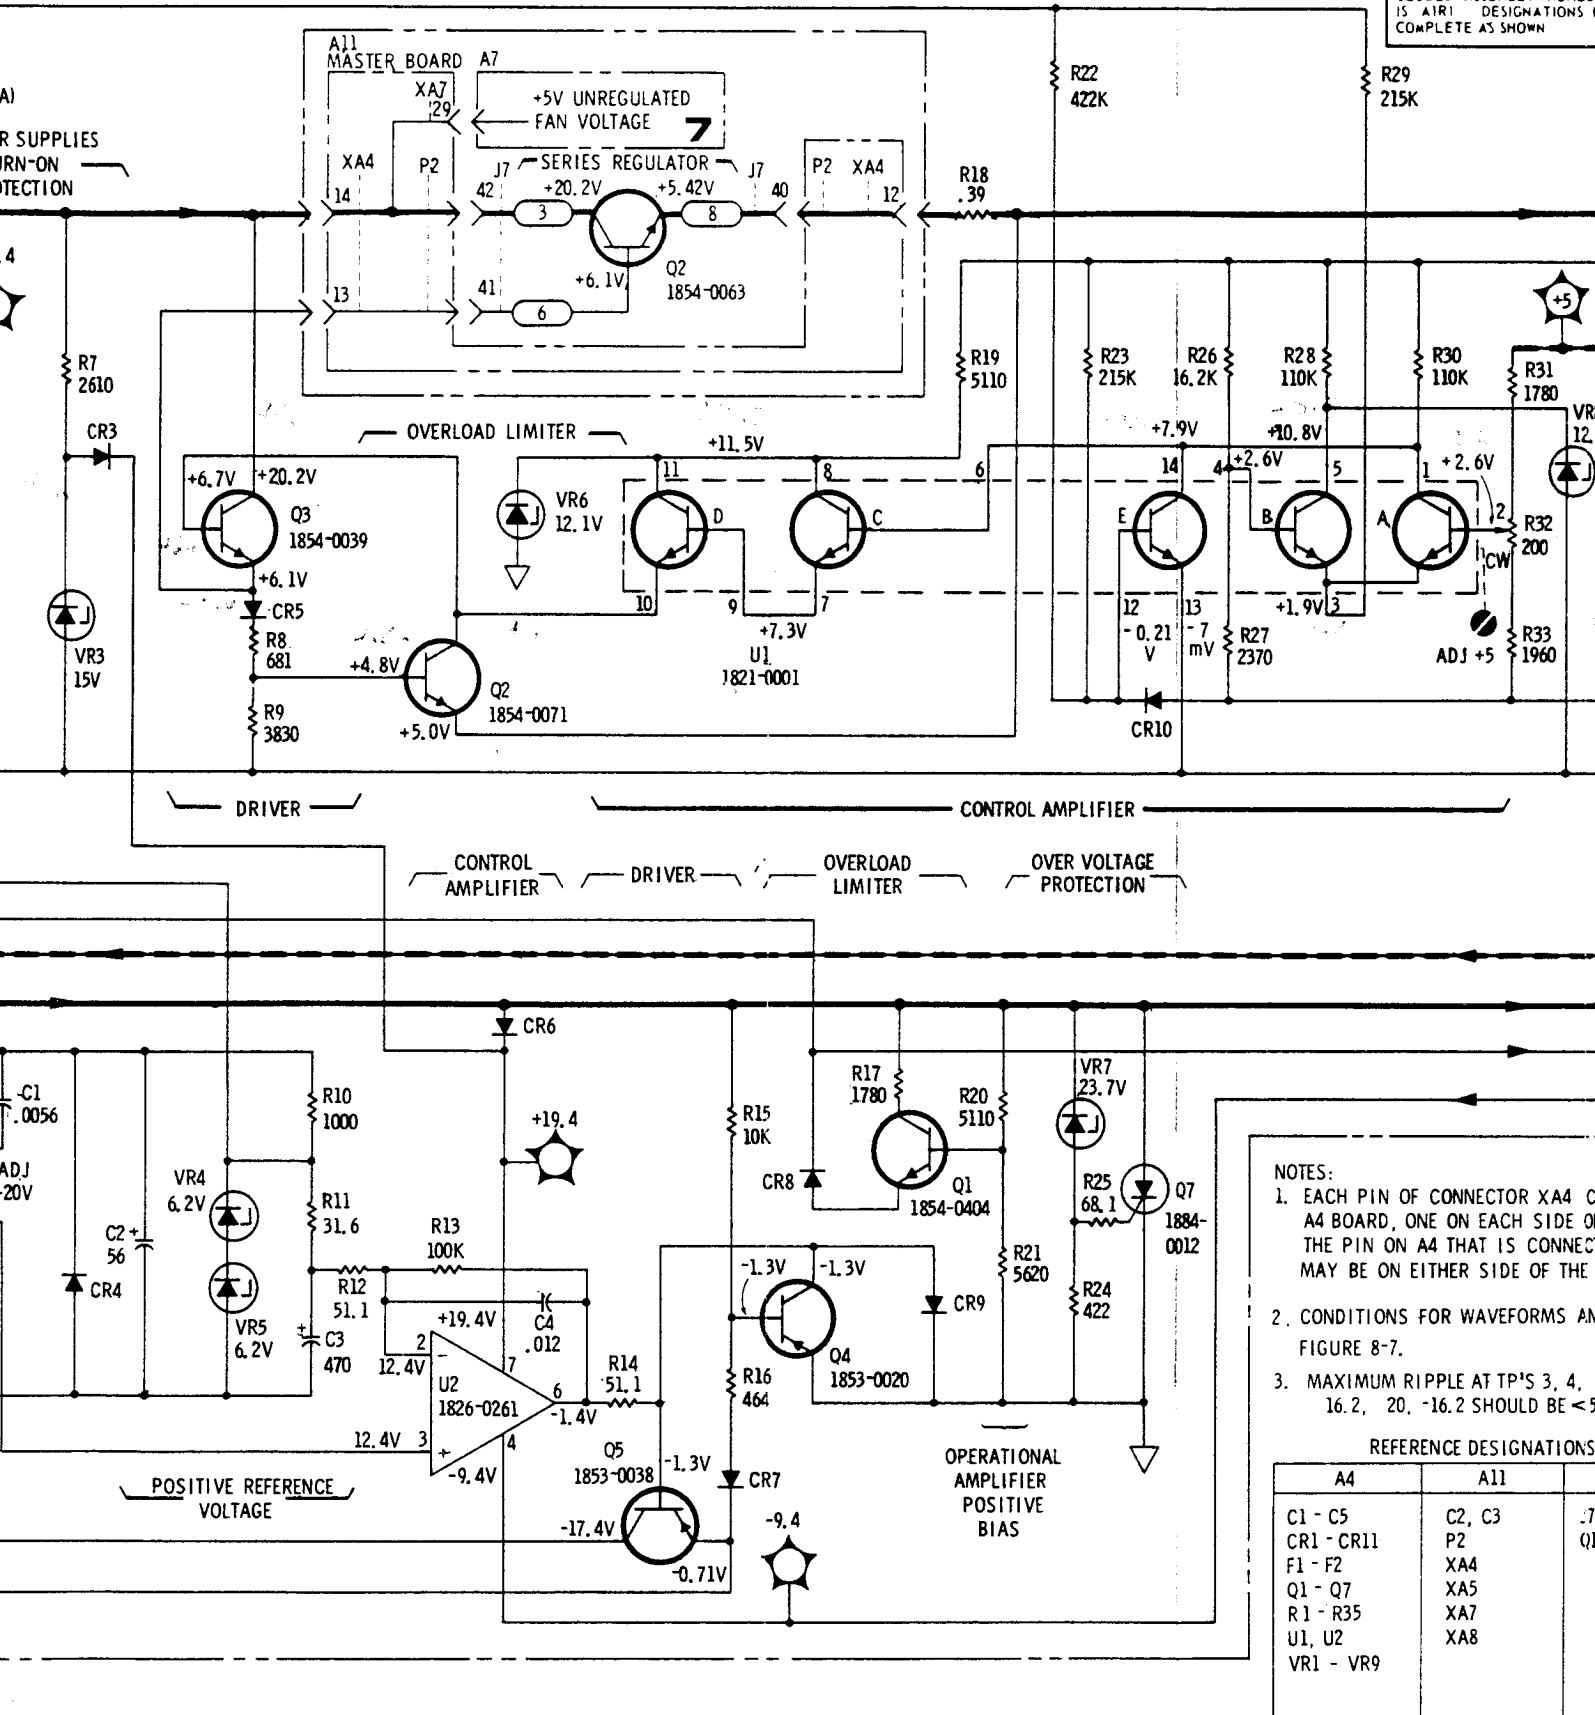 IS A1R1 DESIGNATIONS
COMPLETE AS SHOWN
A11
MASTER BOARD
A7
XA7
29
+5V UNREGULATED
FAN VOLTAGE
7
R22
422K
R29
215K
A)
R SUPPLIES
URN-ON
OTECTION
XA4
P2
J7
SERIES REGULATOR
J7
P2
XA4
14
42
+20.2V
+5.42V
40
12
3
8
R18
.39
.4
13
41
6
+6.1V
Q2
1854-0063
+5
R7
2610
R19
5110
R23
215K
R26
16.2K
R28
110K
R30
110K
R31
1780
VR
12.
CR3
OVERLOAD LIMITER
+11.5V
+7.9V
+10.8V
+6.7V
+20.2V
11
8
6
14
4
+2.6V
5
1
+2.6V
Q3
1854-0039
VR6
12.1V
D
C
E
B
A
2
R32
200
CW
+6.1V
CR5
10
9
7
+7.3V
12
13
+1.9V
3
R8
681
VR3
15V
+4.8V
U1
1821-0001
-0.21
V
-7
mV
R27
2370
ADJ +5
R33
1960
R9
3830
Q2
1854-0071
+5.0V
CR10
DRIVER
CONTROL AMPLIFIER
CONTROL
AMPLIFIER
DRIVER
OVERLOAD
LIMITER
OVER VOLTAGE
PROTECTION
CR6
C1
.0056
R10
1000
+19.4
R15
10K
R17
1780
R20
5110
VR7
23.7V
ADJ
-20V
VR4
6.2V
R11
31.6
CR8
Q1
1854-0404
R25
68.1
Q7
1884-
0012
C2
+
56
CR4
R13
100K
R12
51.1
R21
5620
R24
422
-1.3V
-1.3V
CR9
VR5
6.2V
+
C3
470
+19.4V
C4
.012
2
12.4V
-
7
U2
1826-0261
R14
51.1
6
-1.4V
Q4
1853-0020
R16
464
12.4V
3
+
4
-9.4V
Q5
1853-0038
-1.3V
CR7
OPERATIONAL
AMPLIFIER
POSITIVE
BIAS
POSITIVE REFERENCE
VOLTAGE
-17.4V
-0.71V
-9.4
NOTES:
1. EACH PIN OF CONNECTOR XA4
A4 BOARD, ONE ON EACH SIDE
THE PIN ON A4 THAT IS CONNEC
MAY BE ON EITHER SIDE OF THE
2. CONDITIONS FOR WAVEFORMS AN
FIGURE 8-7.
3. MAXIMUM RIPPLE AT TP'S 3, 4,
16.2, 20, -16.2 SHOULD BE <5
REFERENCE DESIGNATIONS
A4
A11
C1 - C5
CR1 - CR11
F1 - F2
Q1 - Q7
R1 - R35
U1, U2
VR1 - VR9
C2, C3
P2
XA4
XA5
XA7
XA8